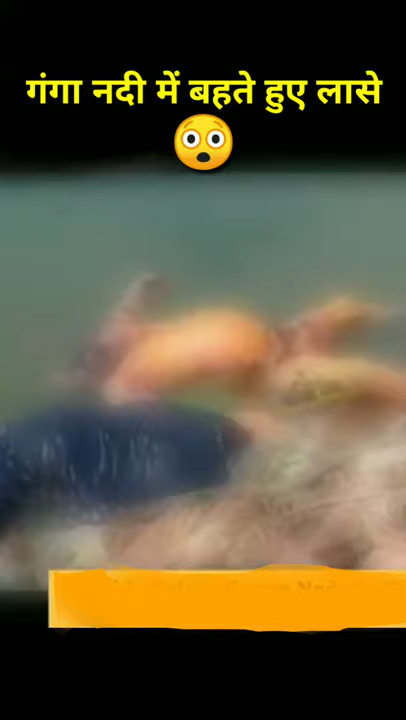 गंगा नदी में बहते हुए लासे